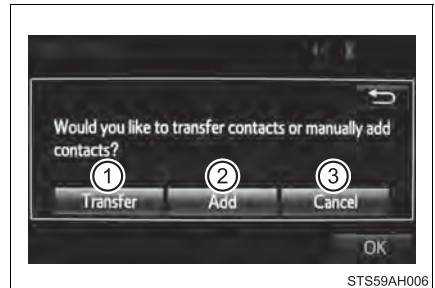 Would you like to transfer contacts or manually add
contacts?
1
2
3
Transfer
Add
Cancel
OK
STS59AH006